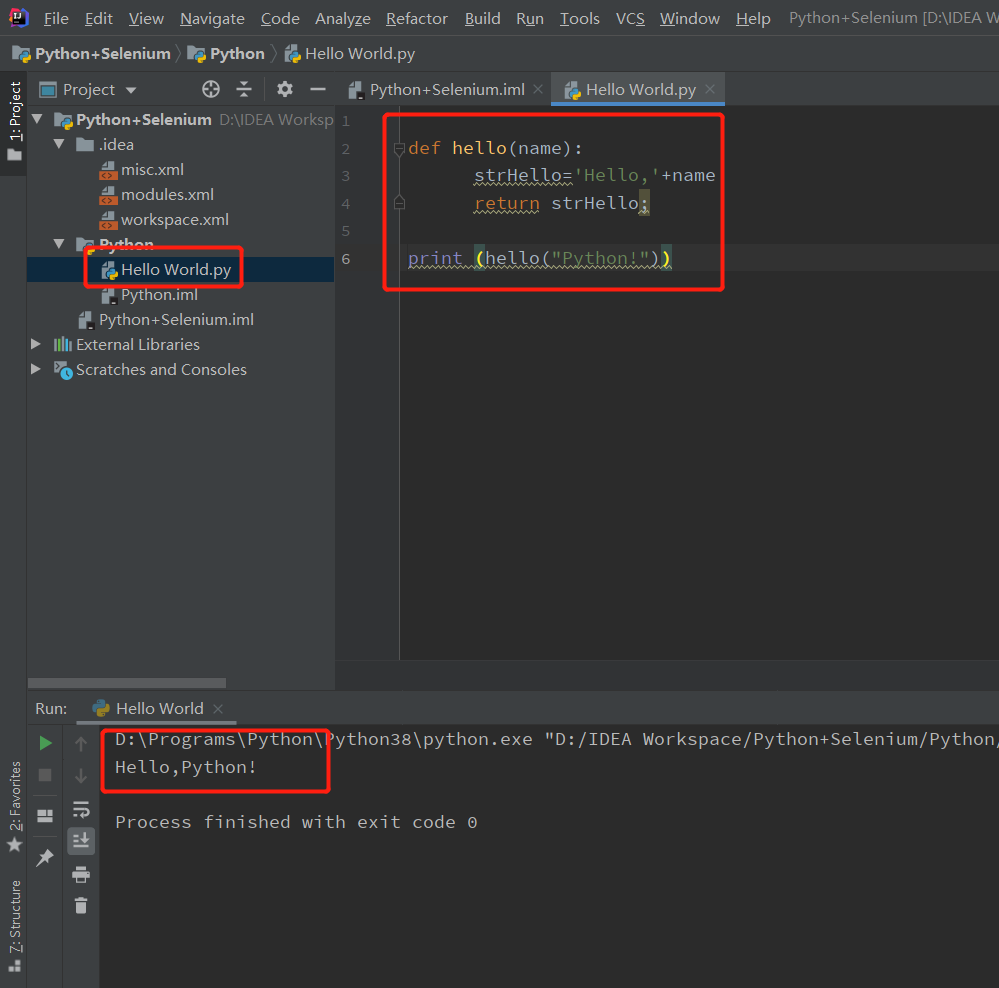 File Edit View Navigate Code Analyze Refactor Build Run Tools VCS Window Help Python+Selenium [D:\IDEA W
Python+Selenium Python Hello World.py
1: Project
Project
Python+Selenium.iml Hello World.py
Python+Selenium D:\IDEA Worksp
.idea
misc.xml
modules.xml
workspace.xml
Python
Hello World.py
Python.iml
Python+Selenium.iml
External Libraries
Scratches and Consoles
1
2 def hello(name):
3 strHello='Hello,'+name
4 return strHello;
5
6 print (hello("Python!"))
Run: Hello World
D:\Programs\Python\Python38\python.exe "D:/IDEA Workspace/Python+Selenium/Python/
Hello,Python!
Process finished with exit code 0
2: Favorites
7: Structure